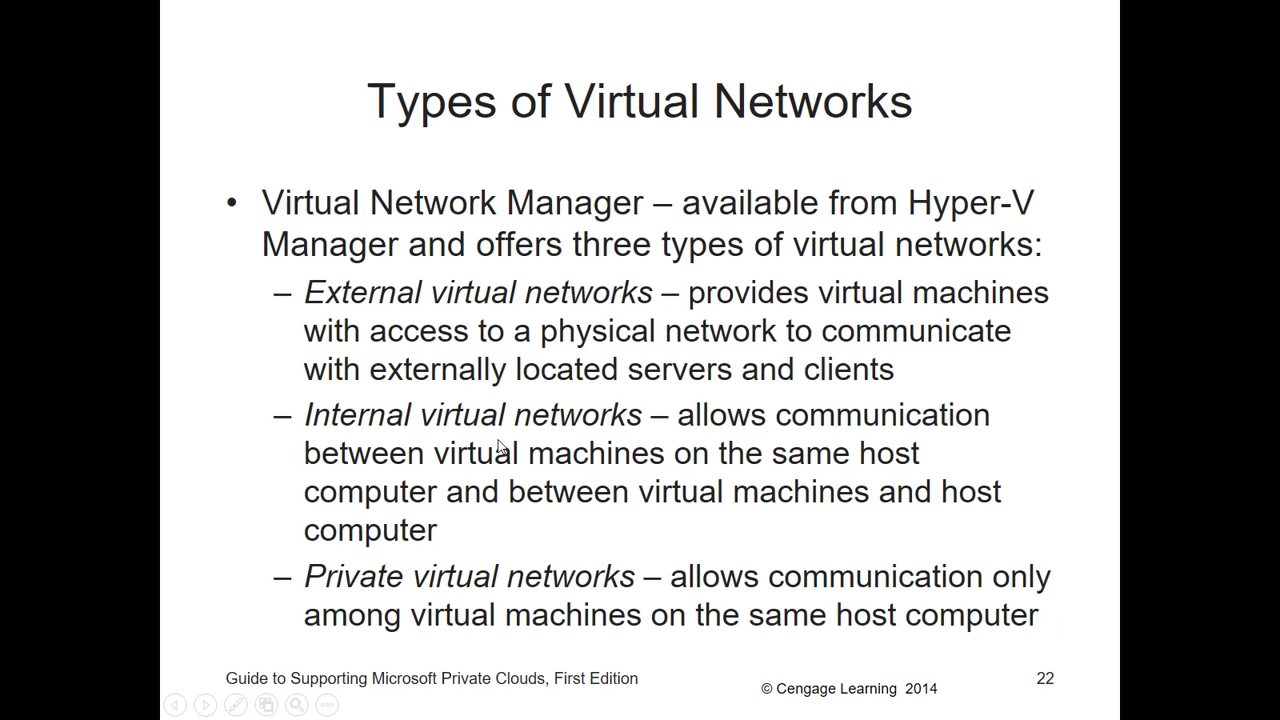 Types of Virtual Networks
• Virtual Network Manager – available from Hyper-V
Manager and offers three types of virtual networks:
– External virtual networks – provides virtual machines
with access to a physical network to communicate
with externally located servers and clients
– Internal virtual networks – allows communication
between virtual machines on the same host
computer and between virtual machines and host
computer
– Private virtual networks – allows communication only
among virtual machines on the same host computer
Guide to Supporting Microsoft Private Clouds, First Edition
© Cengage Learning 2014
22